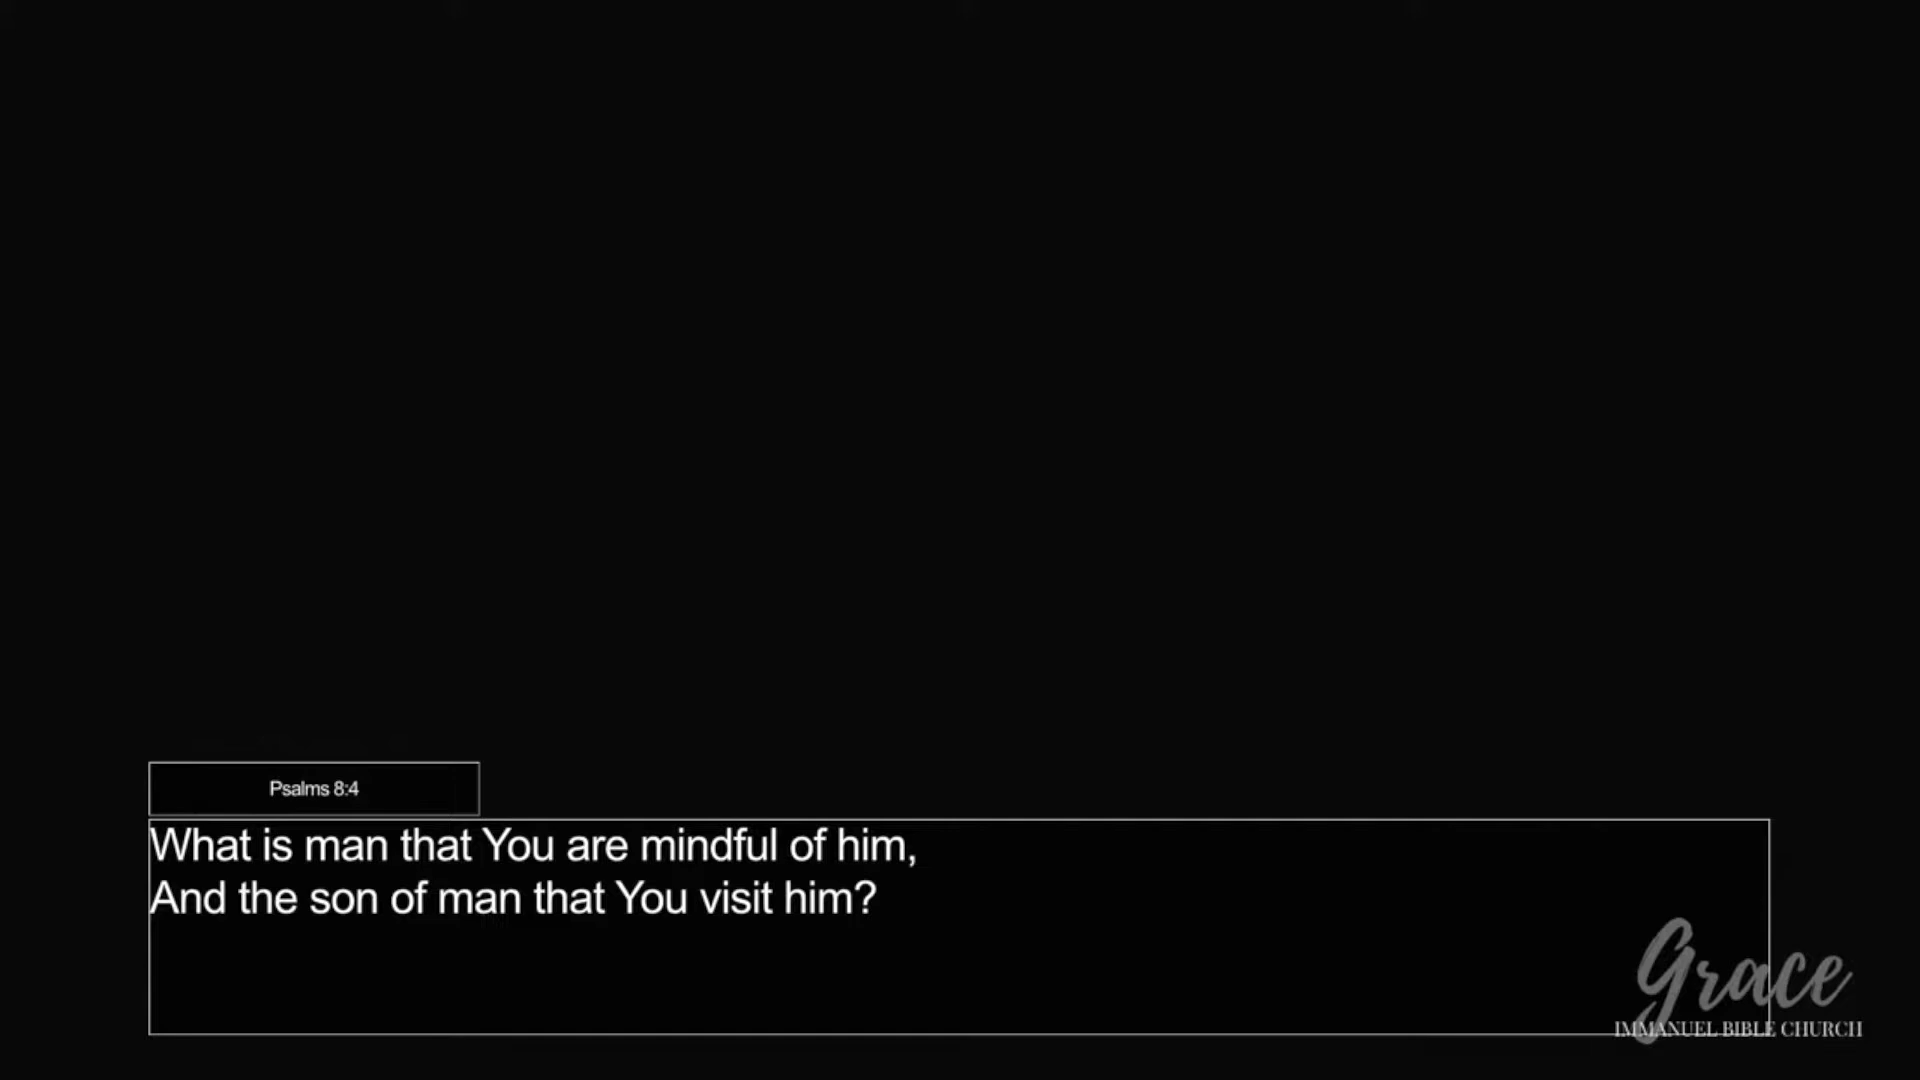 Psalms 8:4
What is man that You are mindful of him,
And the son of man that You visit him?
Grace
IMMANUEL BIBLE CHURCH